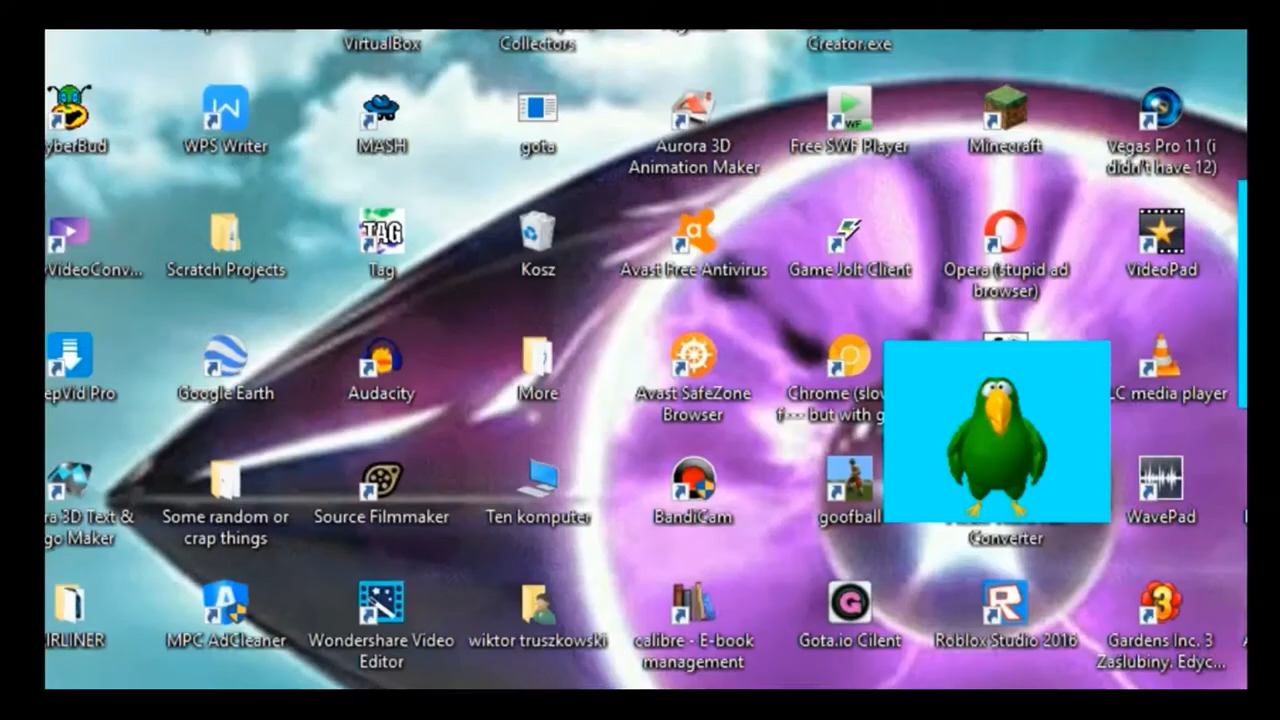 VirtualBox
Collectors
Creator.exe
yberBud
WPS Writer
MASH
gota
Aurora 3D
Animation Maker
Free SWF Player
WF
Minecraft
Vegas Pro 11 (i
didn't have 12)
VideoConv...
Scratch Projects
TAG
Tag
Kosz
Avast Free Antivirus
Game Jolt Client
Opera (stupid ad
browser)
VideoPad
epVid Pro
Google Earth
Audacity
More
Avast SafeZone
Browser
Chrome (slo
f--- but with g
LC media player
ra 3D Text &
go Maker
Some random or
crap things
Source Filmmaker
Ten komputer
BandiCam
goofball
Converter
WavePad
IRLINER
MPC AdCleaner
Wondershare Video
Editor
wiktor truszkowski
calibre - E-book
management
Gota.io Cilent
Roblox Studio 2016
Gardens Inc. 3
Zaślubiny. Edyc...